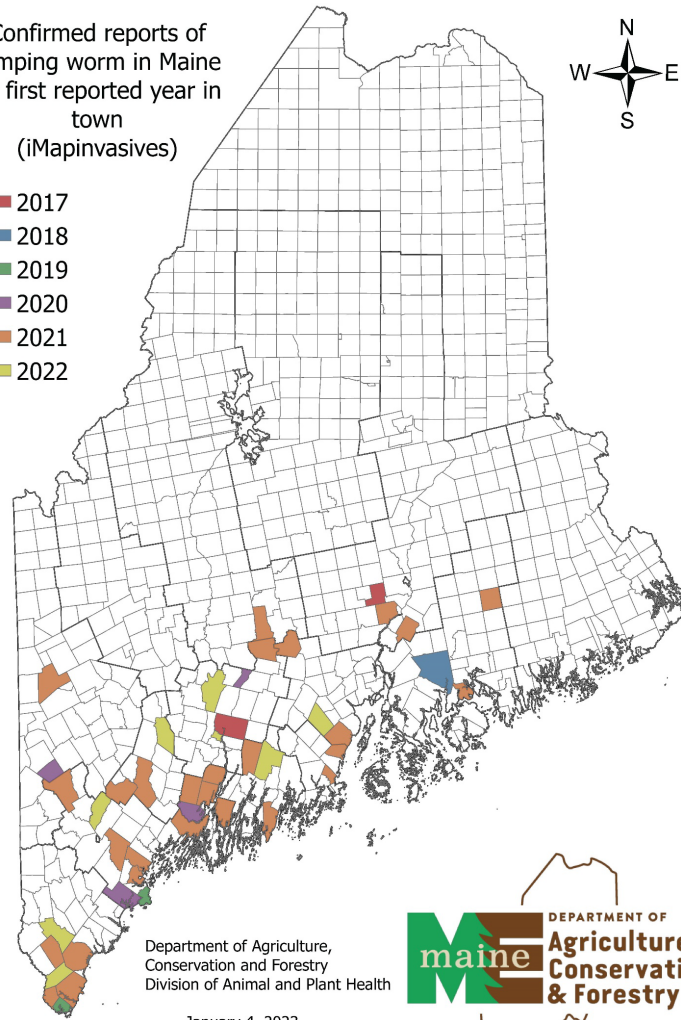 Confirmed reports of
mping worm in Maine
first reported year in
town
(iMapinvasives)
N
W
E
S
2017
2018
2019
2020
2021
2022
Department of Agriculture,
Conservation and Forestry
Division of Animal and Plant Health
maine
DEPARTMENT OF
Agriculture
Conservati
& Forestry